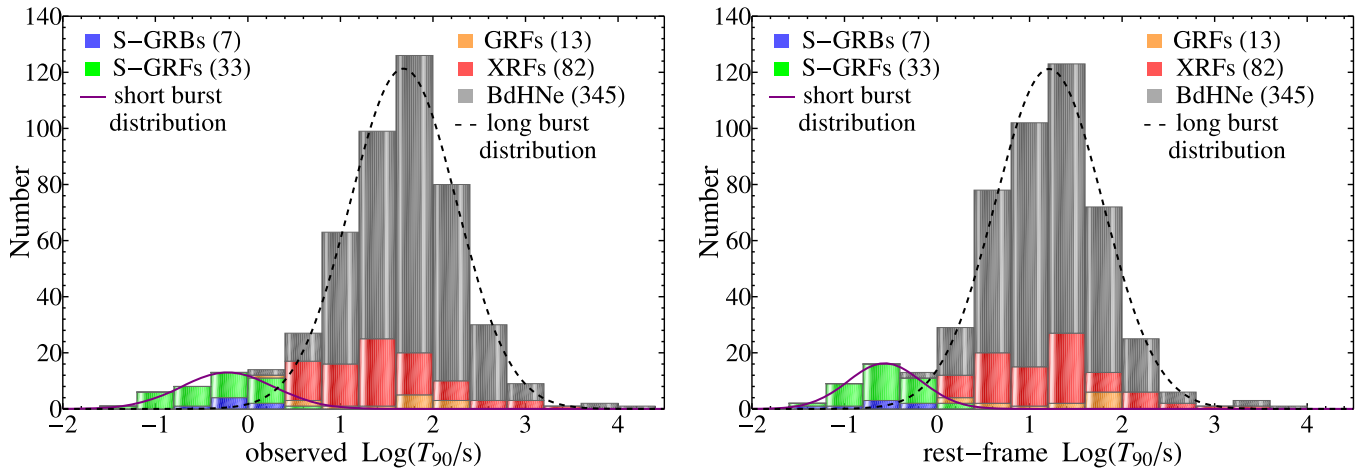 140
120
100
80
60
40
20
0
Number
S−GRBs (7)
S−GRFs (33)
short burst
distribution
GRFs (13)
XRFs (82)
BdHNe (345)
long burst
distribution
−2 −1 0 1 2 3 4
observed Log(T90/s)
140
120
100
80
60
40
20
0
Number
S−GRBs (7)
S−GRFs (33)
short burst
distribution
GRFs (13)
XRFs (82)
BdHNe (345)
long burst
distribution
−2 −1 0 1 2 3 4
rest−frame Log(T90/s)